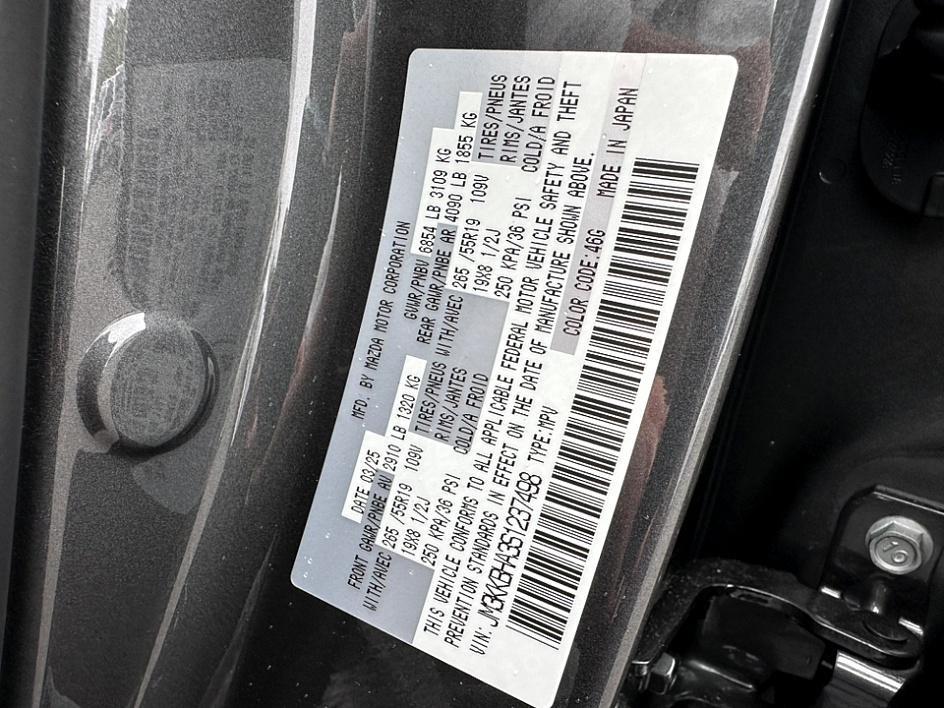 MFD. BY MAZDA MOTOR CORPORATION
DATE 03/25 GVWR/PNBV 6854 LB 3109 KG
FRONT GAWR/PNBE AV 2910 LB 1320 KG REAR GAWR/PNBE AR 4090 LB 1855 KG
WITH/AVEC 265 /55R19 109V TIRES/PNEUS WITH/AVEC 265 /55R19 109V TIRES/PNEUS
19X8 1/2J RIMS/JANTES 19X8 1/2J RIMS/JANTES
250 KPA/36 PSI COLD/A FROID 250 KPA/36 PSI COLD/A FROID
THIS VEHICLE CONFORMS TO ALL APPLICABLE FEDERAL MOTOR VEHICLE SAFETY AND THEFT
PREVENTION STANDARDS IN EFFECT ON THE DATE OF MANUFACTURE SHOWN ABOVE.
VIN: JM3KKBHA3S1237498 TYPE:MPV COLOR CODE:46G MADE IN JAPAN